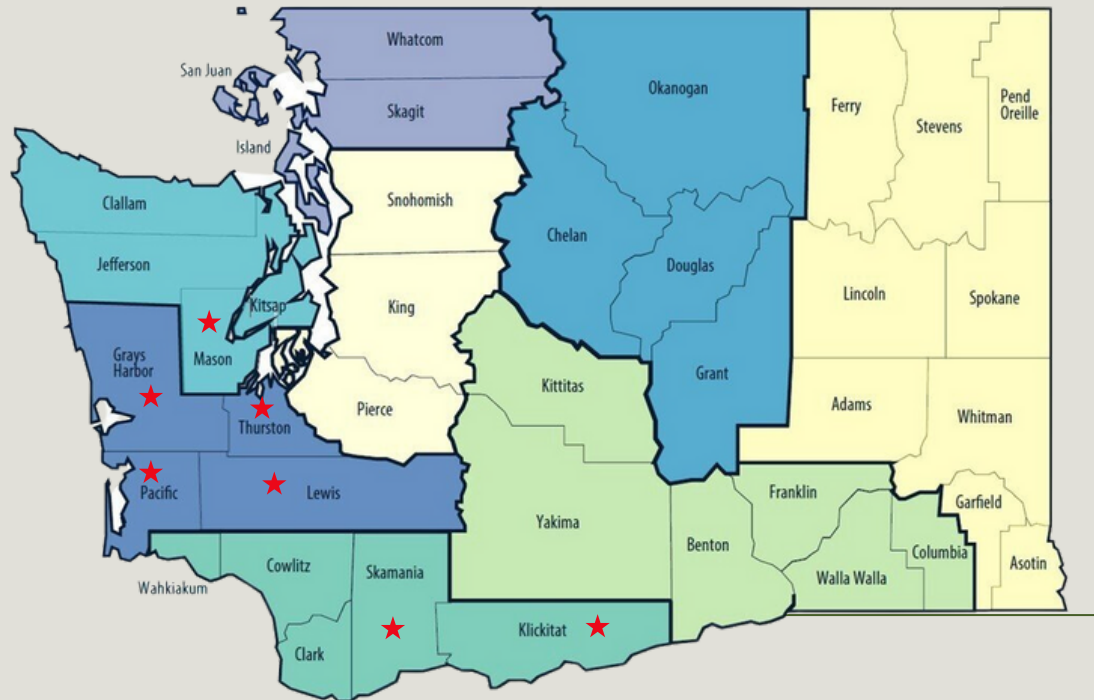 Whatcom
San Juan
Okanogan
Pend
Oreille
Ferry
Skagit
Stevens
Island
Snohomish
Clallam
Chelan
Jefferson
Douglas
Lincoln
Spokane
King
Kitsap
Grays
Harbor
Mason
Grant
Kittitas
Adams
Pierce
Whitman
Thurston
Pacific
Lewis
Franklin
Garfield
Yakima
Benton
Columbia
Asotin
Cowlitz
Skamania
Walla Walla
Wahkiakum
Klickitat
Clark